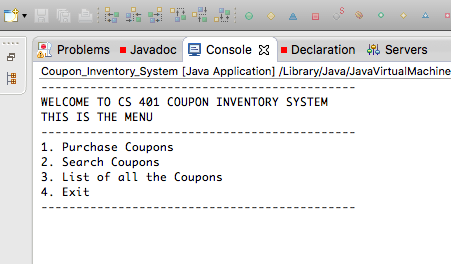 Problems Javadoc Console Declaration Servers
Coupon_Inventory_System [Java Application] /Library/Java/JavaVirtualMachine
---------------------------------------------
WELCOME TO CS 401 COUPON INVENTORY SYSTEM
THIS IS THE MENU
---------------------------------------------
1. Purchase Coupons
2. Search Coupons
3. List of all the Coupons
4. Exit
---------------------------------------------